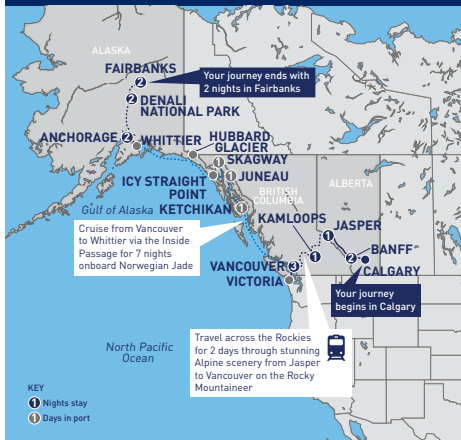 ALASKA
FAIRBANKS
2
Your journey ends with
2 nights in Fairbanks
2
DENALI
NATIONAL PARK
ANCHORAGE
2
WHITTIER
HUBBARD
GLACIER
1
SKAGWAY
1
JUNEAU
ICY STRAIGHT
POINT
BRITISH
COLUMBIA
ALBERTA
Gulf of Alaska
KETCHIKAN
1
KAMLOOPS
1
JASPER
1
Cruise from Vancouver
to Whittier via the Inside
Passage for 7 nights
onboard Norwegian Jade
BANFF
2
CALGARY
VANCOUVER
3
VICTORIA
Your journey
begins in Calgary
North Pacific
Ocean
Travel across the Rockies
for 2 days through stunning
Alpine scenery from Jasper
to Vancouver on the Rocky
Mountaineer
KEY
1 Nights stay
1 Days in port